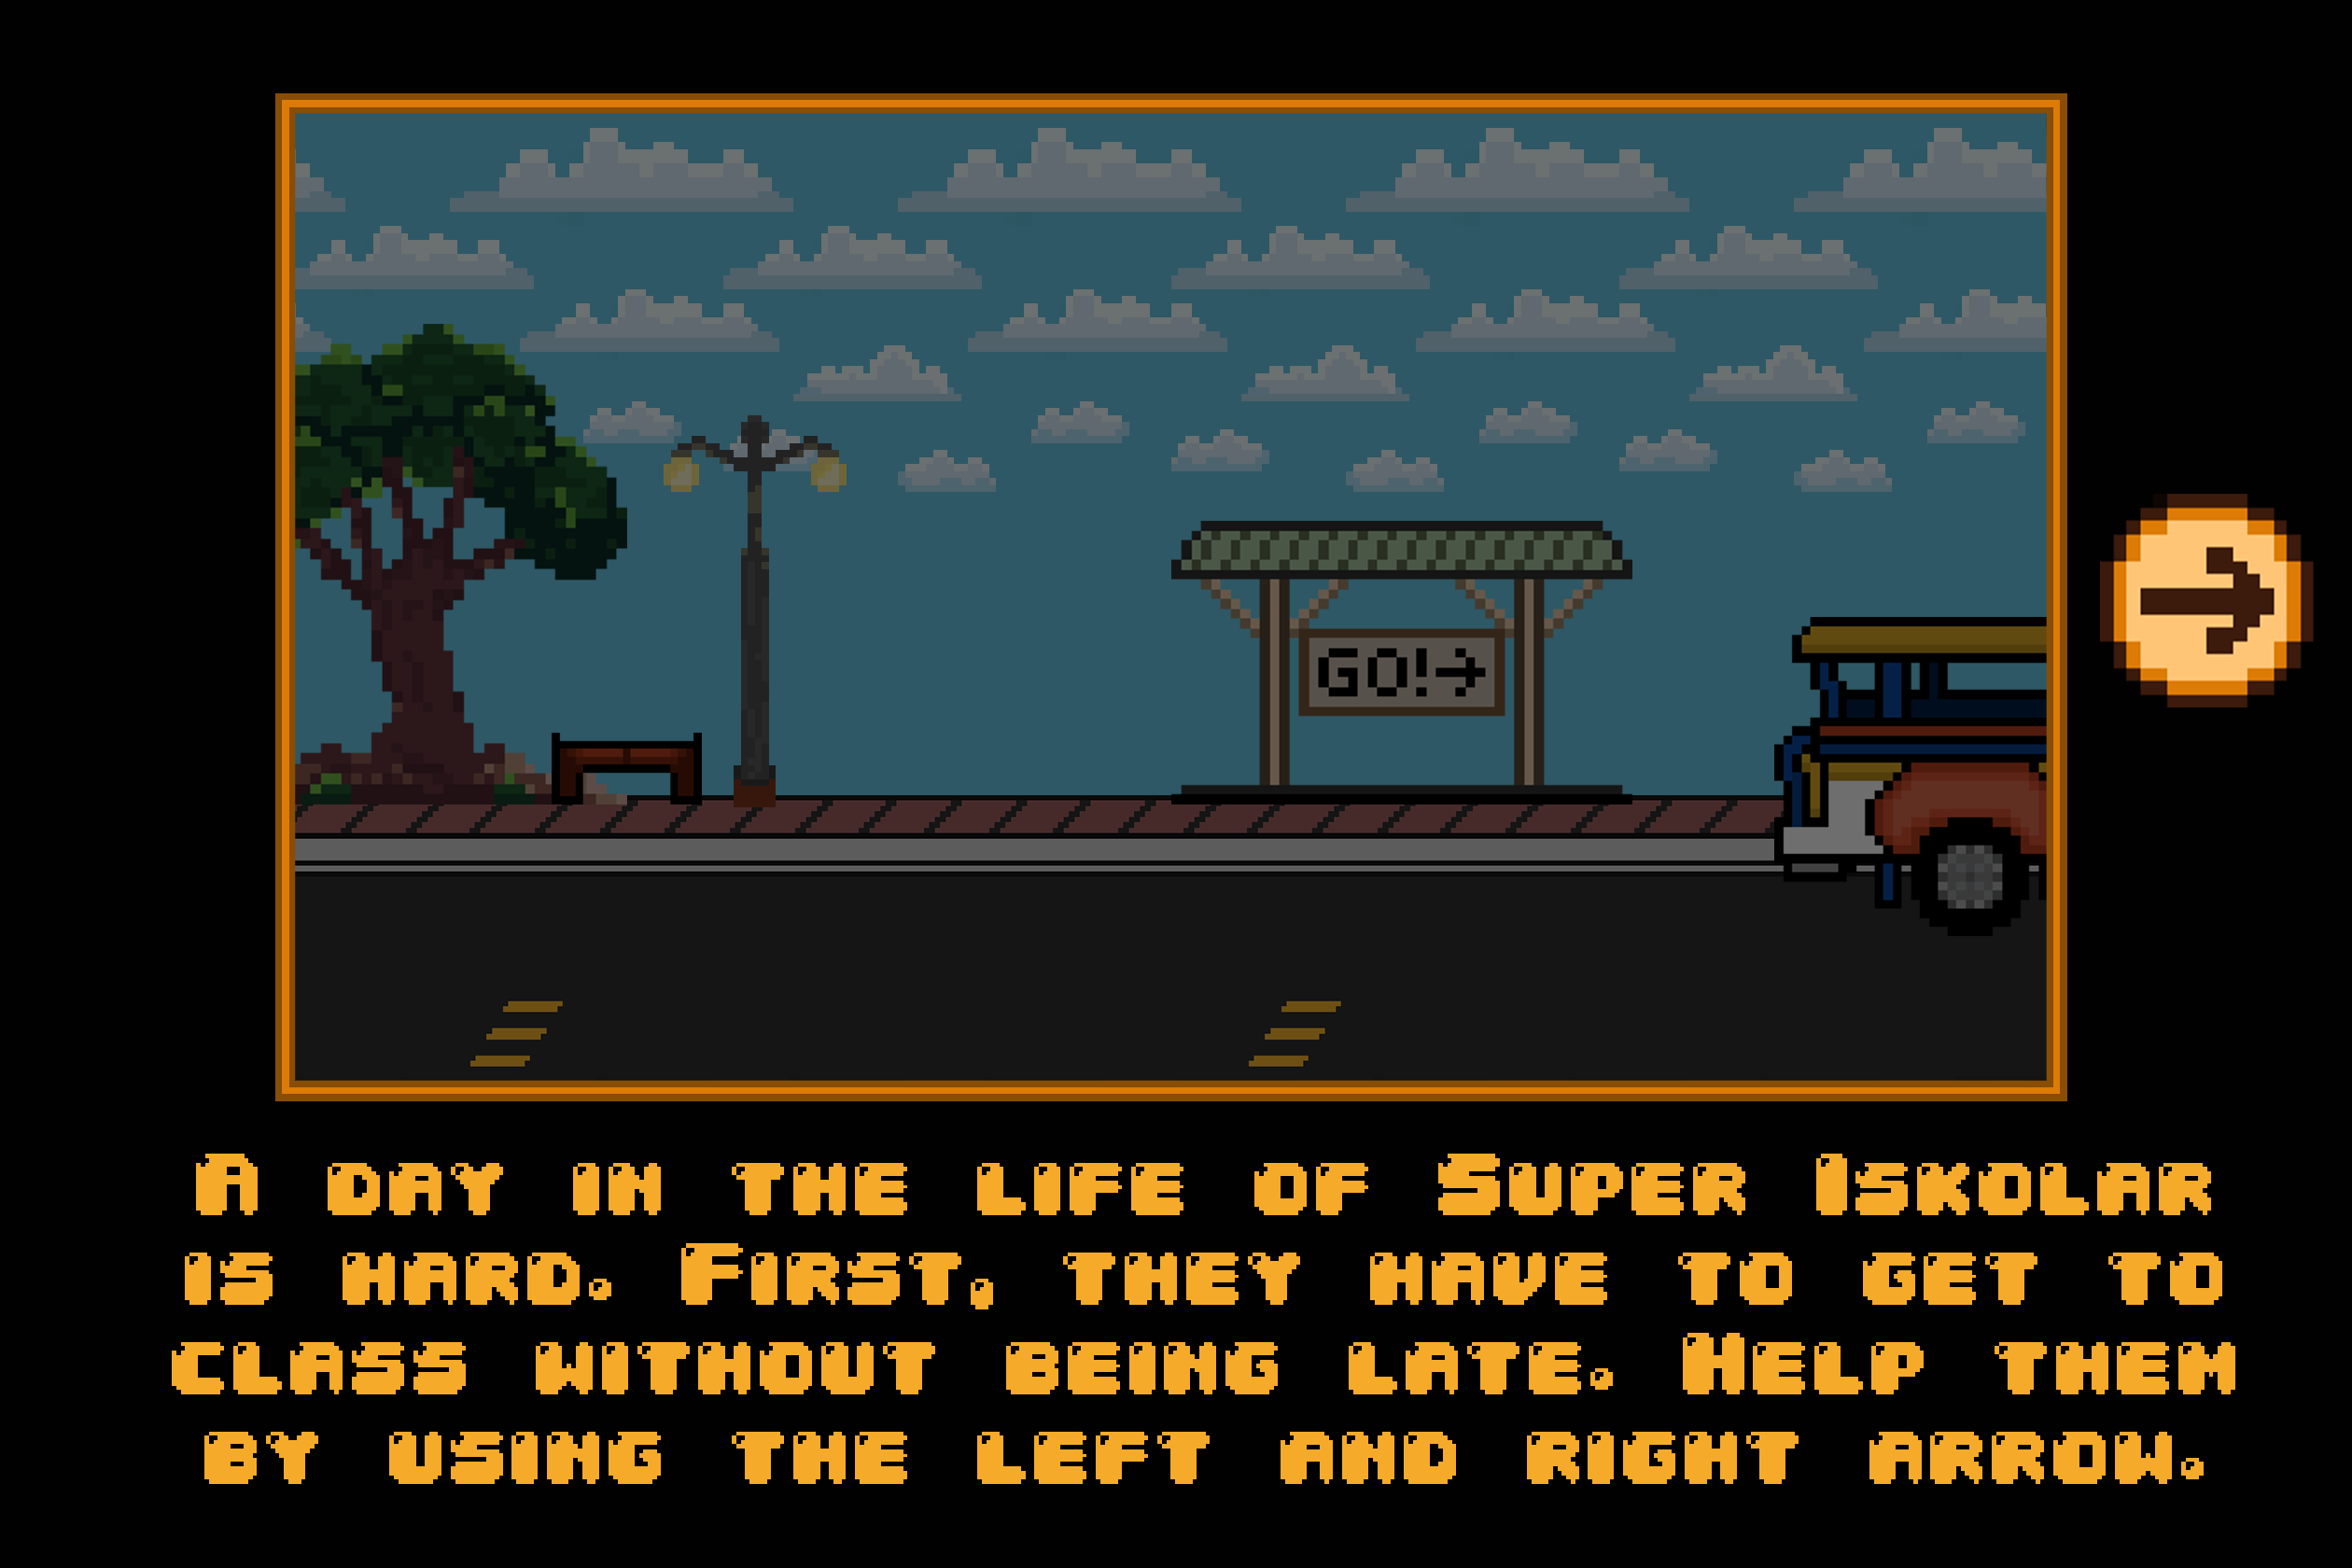 GO!→
A day in the life of Super Iskolar
is hard. First, they have to get to
class without being late. Help them
by using the left and right arrow.